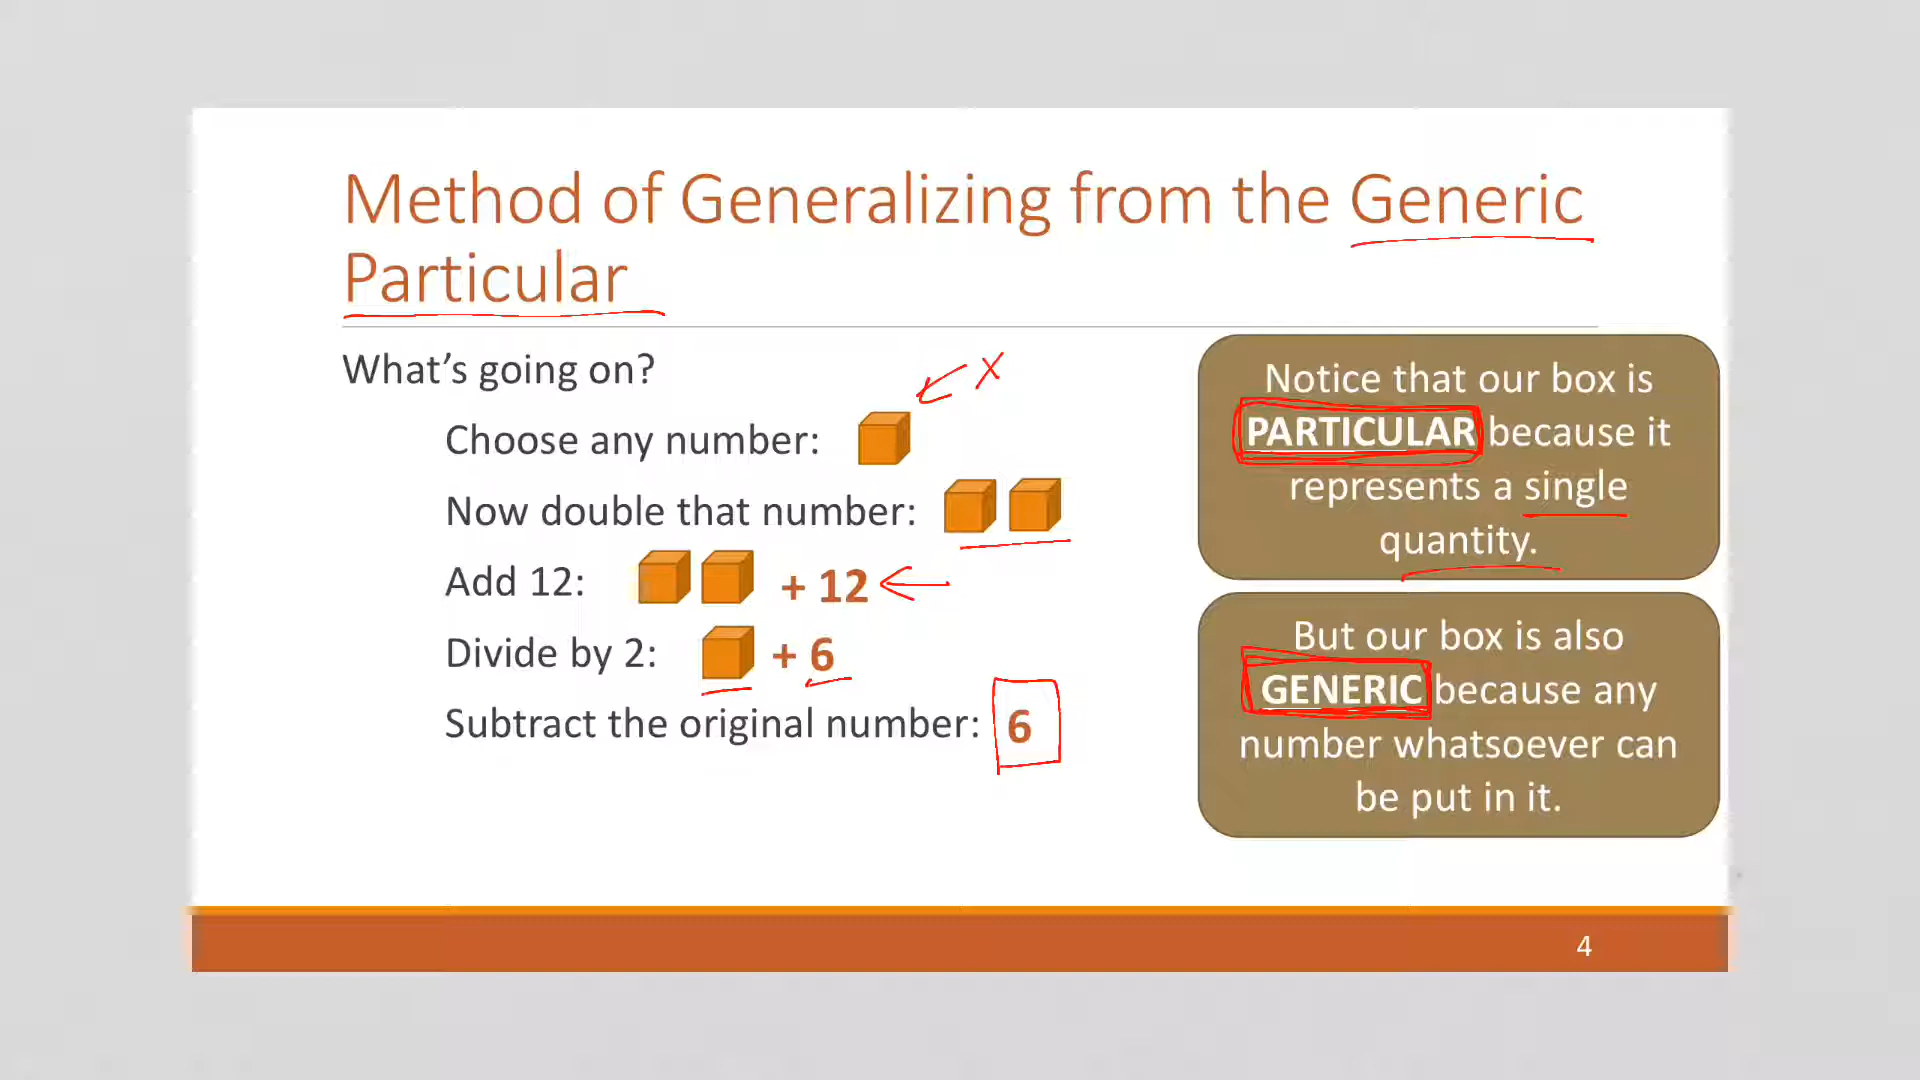 Method of Generalizing from the Generic
Particular
What's going on?
X
Choose any number:
Now double that number:
Add 12: + 12
Divide by 2: + 6
Subtract the original number: 6
Notice that our box is
PARTICULAR because it
represents a single
quantity.
But our box is also
GENERIC because any
number whatsoever can
be put in it.
4